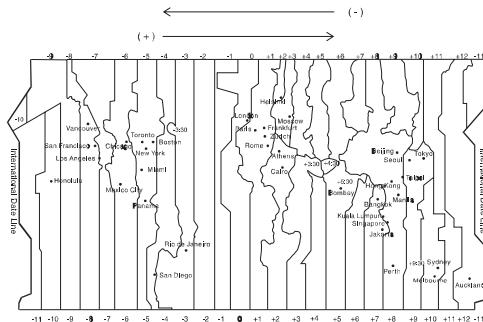 (-)
(+)
-9 -8 -7 -6 -5 -4 -3 -2 -1 0 +1 +2 +3 +4 +5 +6 +7 +8 +9 +10 +11 +12 -11
-10
Helsinki
London Moscow
Vancouver -3:30
Paris Frankfurt
Zurich
San Francisco Chicago Toronto Boston
New York
Rome
Athens
Beijing
Seoul Tokyo
Los Angeles
Miami
Cairo
+3:30 +4:30
+5:30
Honolulu
Mexico City
Bombay
Hong Kong Taipei
Manila
Panama
Bangkok
Kuala Lumpur
Singapore
Jakarta
Rio de Janeiro
San Diego
Perth
+9:30 Sydney
Melbourne
Auckland
International Date Line
International Date Line
-11 -10 -9 -8 -7 -6 -5 -4 -3 -2 -1 0 +1 +2 +3 +4 +5 +6 +7 +8 +9 +10 +11 +12 -11